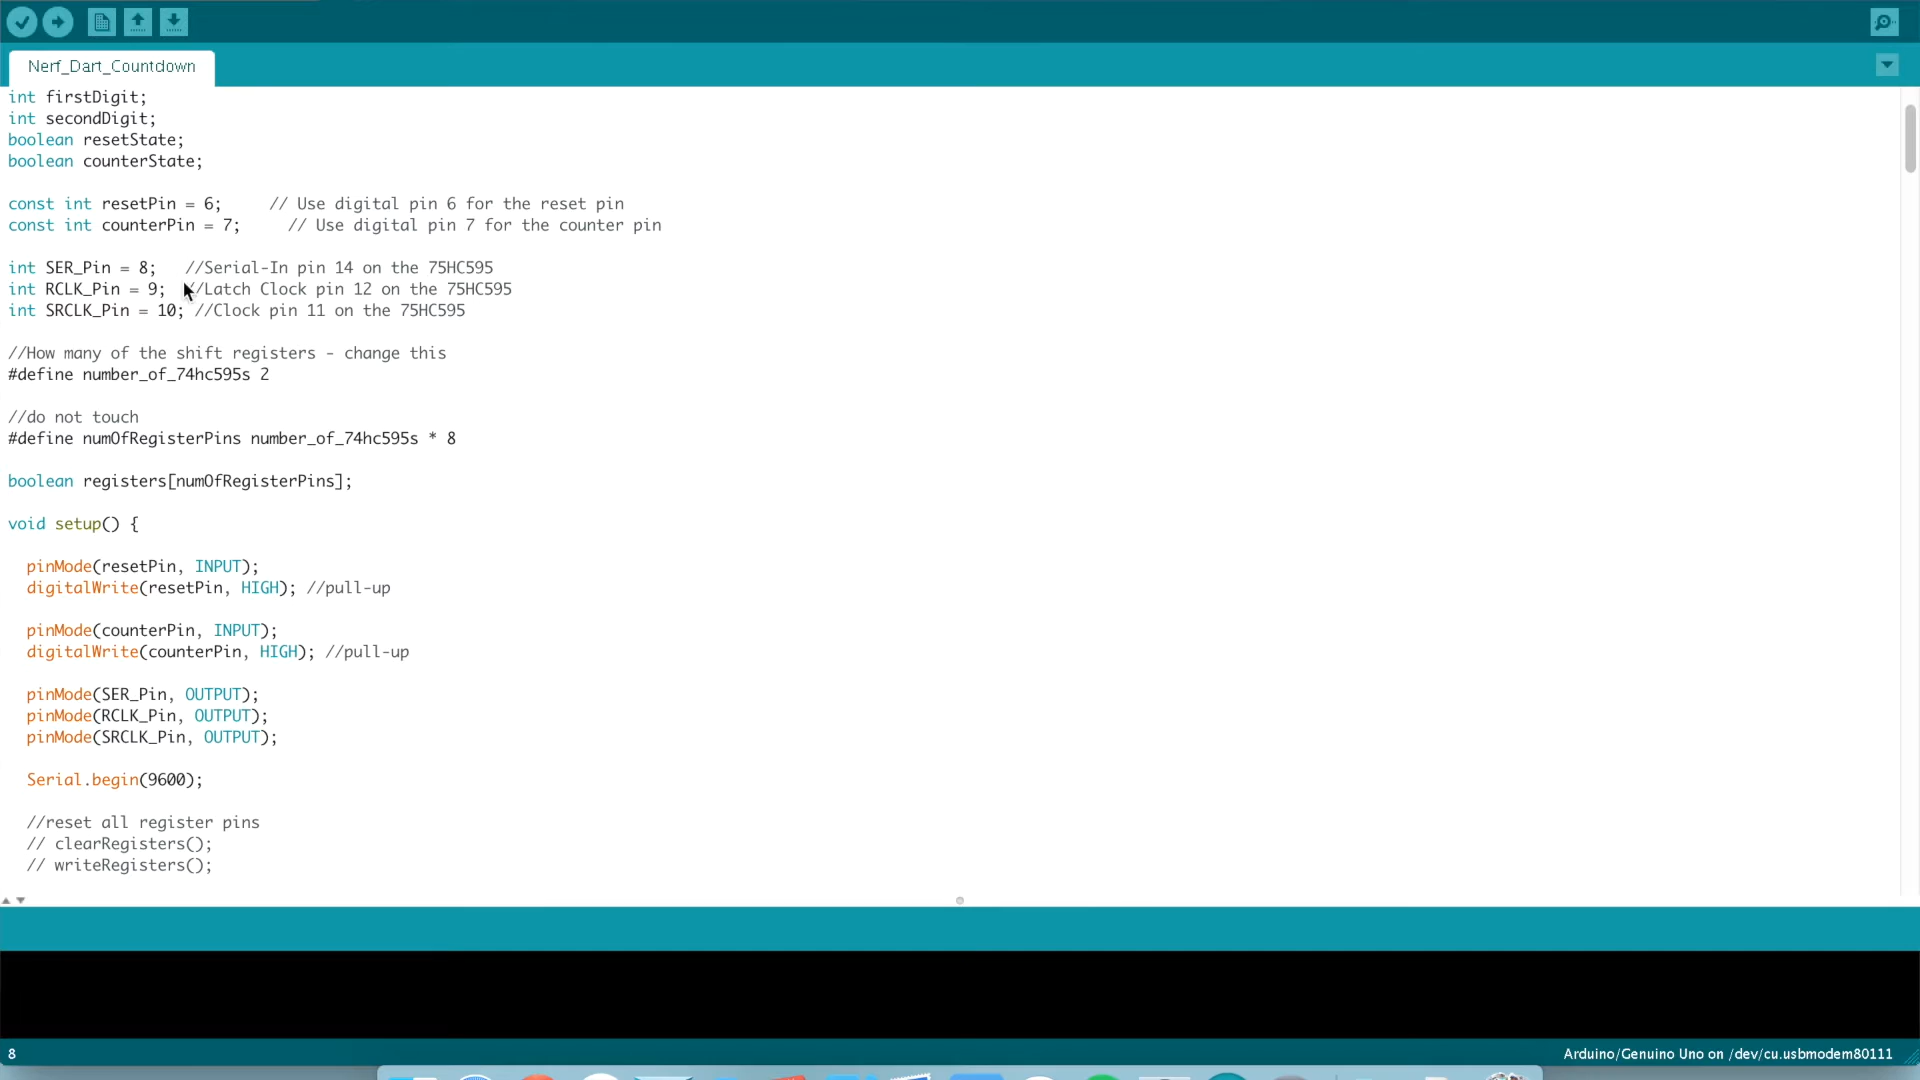 Nerf_Dart_Countdown
int firstDigit;
int secondDigit;
boolean resetState;
boolean counterState;
const int resetPin = 6;     // Use digital pin 6 for the reset pin
const int counterPin = 7;     // Use digital pin 7 for the counter pin
int SER_Pin = 8;   //Serial-In pin 14 on the 75HC595
int RCLK_Pin = 9;  //Latch Clock pin 12 on the 75HC595
int SRCLK_Pin = 10; //Clock pin 11 on the 75HC595
//How many of the shift registers - change this
#define number_of_74hc595s 2
//do not touch
#define numOfRegisterPins number_of_74hc595s * 8
boolean registers[numOfRegisterPins];
void setup() {
  pinMode(resetPin, INPUT);
  digitalWrite(resetPin, HIGH); //pull-up
  pinMode(counterPin, INPUT);
  digitalWrite(counterPin, HIGH); //pull-up
  pinMode(SER_Pin, OUTPUT);
  pinMode(RCLK_Pin, OUTPUT);
  pinMode(SRCLK_Pin, OUTPUT);
  Serial.begin(9600);
  //reset all register pins
  // clearRegisters();
  // writeRegisters();
8
Arduino/Genuino Uno on /dev/cu.usbmodem80111